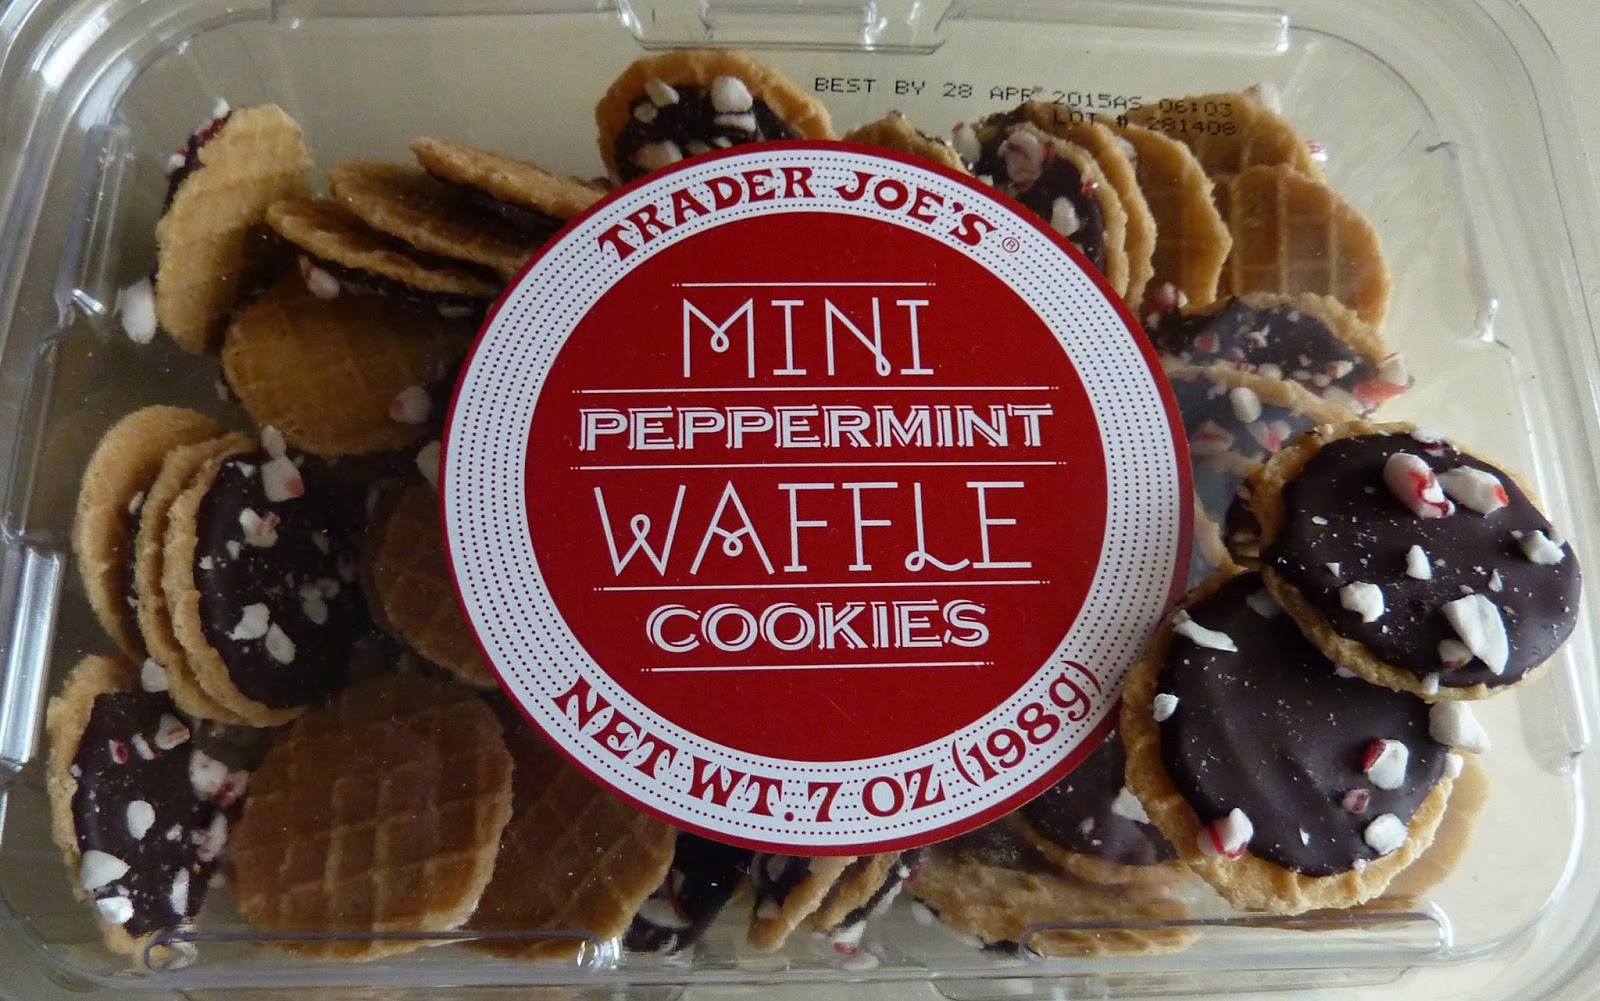 BEST BY 28 APR 2015AS 06:03
LOT # 281408
TRADER JOE'S®
MINI
PEPPERMINT
WAFFLE
COOKIES
NET WT. 7 OZ (198g)